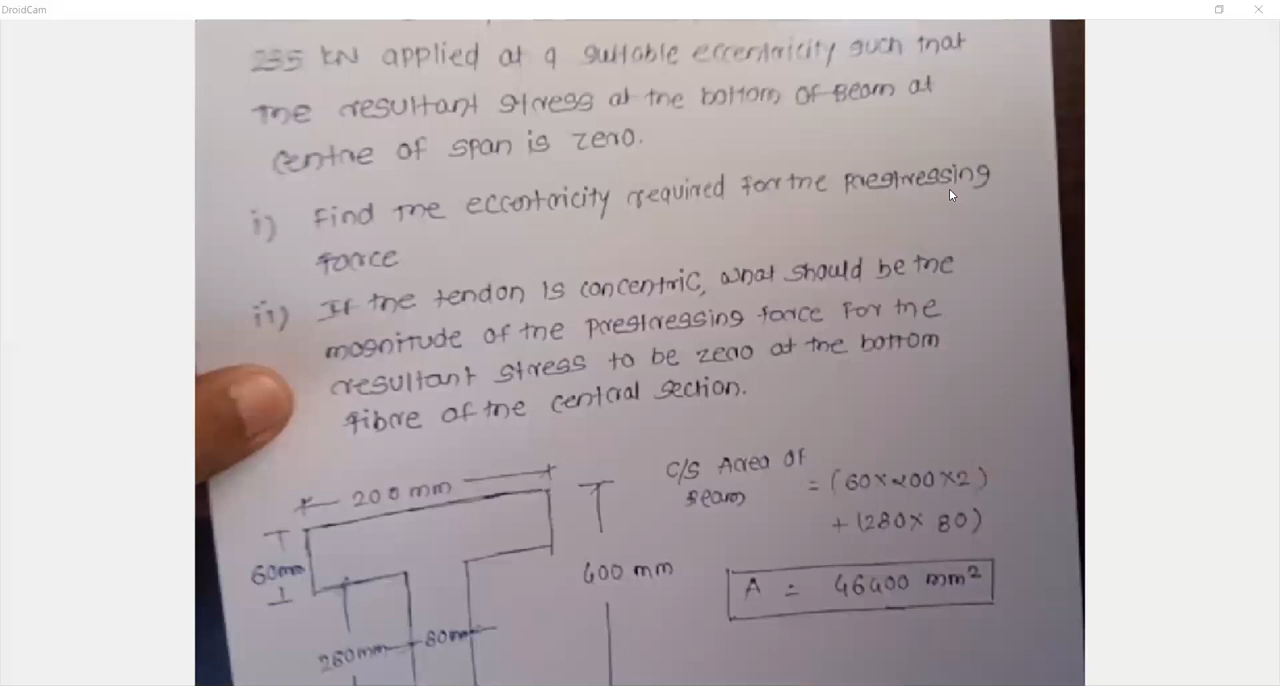 DroidCam
235 kN applied at a suitable eccentricity such that
the resultant stress at the bottom of Beam at
centre of span is zero.
i) Find the eccentricity required for the prestressing
force
ii) If the tendon is concentric, what should be the
magnitude of the prestressing force for the
resultant stress to be zero at the bottom
fibre of the central section.
200 mm
60mm
280mm
80mm
400 mm
C/S Area of Beam = (60×200×2)
+ (280× 80)
A = 46400 mm²